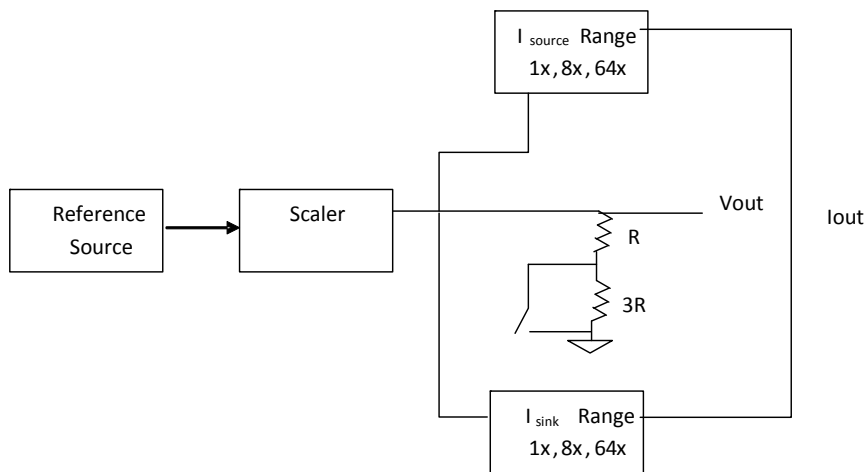 I source Range
1x, 8x, 64x
Reference
Source
Scaler
Vout
Iout
R
3R
I sink Range
1x, 8x, 64x